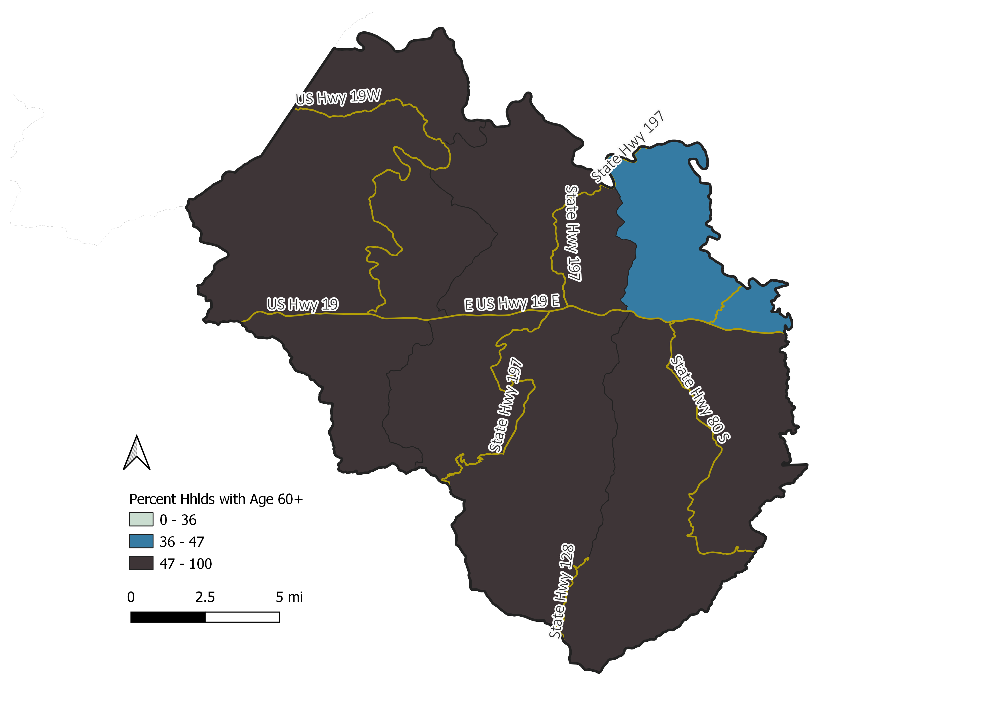 US Hwy 19W
State Hwy 197
State Hwy 197
US Hwy 19
E US Hwy 19 E
State Hwy 197
State Hwy 80 S
State Hwy 128
Percent Hhlds with Age 60+
0 - 36
36 - 47
47 - 100
0 2.5 5 mi